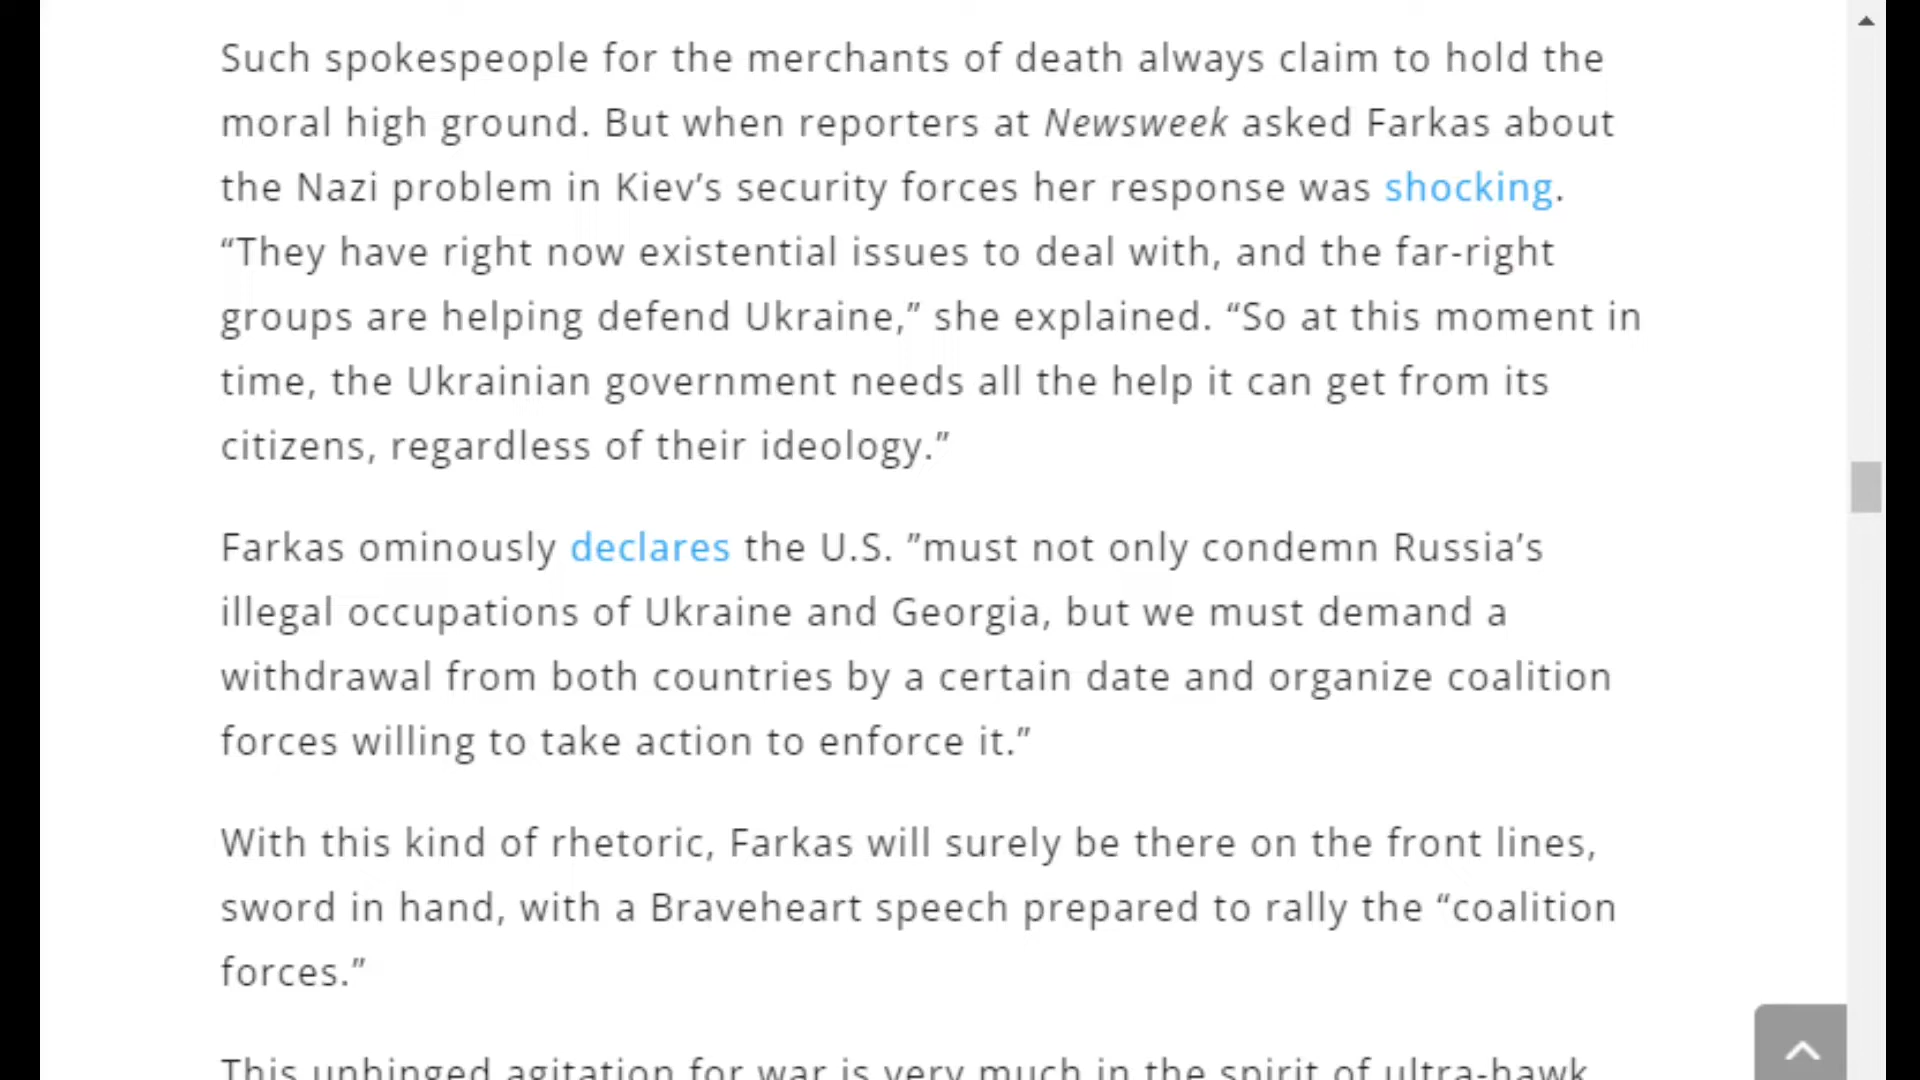 Such spokespeople for the merchants of death always claim to hold the
moral high ground. But when reporters at Newsweek asked Farkas about
the Nazi problem in Kiev’s security forces her response was shocking.
“They have right now existential issues to deal with, and the far-right
groups are helping defend Ukraine,” she explained. “So at this moment in
time, the Ukrainian government needs all the help it can get from its
citizens, regardless of their ideology.”
Farkas ominously declares the U.S. ”must not only condemn Russia’s
illegal occupations of Ukraine and Georgia, but we must demand a
withdrawal from both countries by a certain date and organize coalition
forces willing to take action to enforce it.”
With this kind of rhetoric, Farkas will surely be there on the front lines,
sword in hand, with a Braveheart speech prepared to rally the “coalition
forces.”
This unhinged agitation for war is very much in the spirit of ultra-hawk